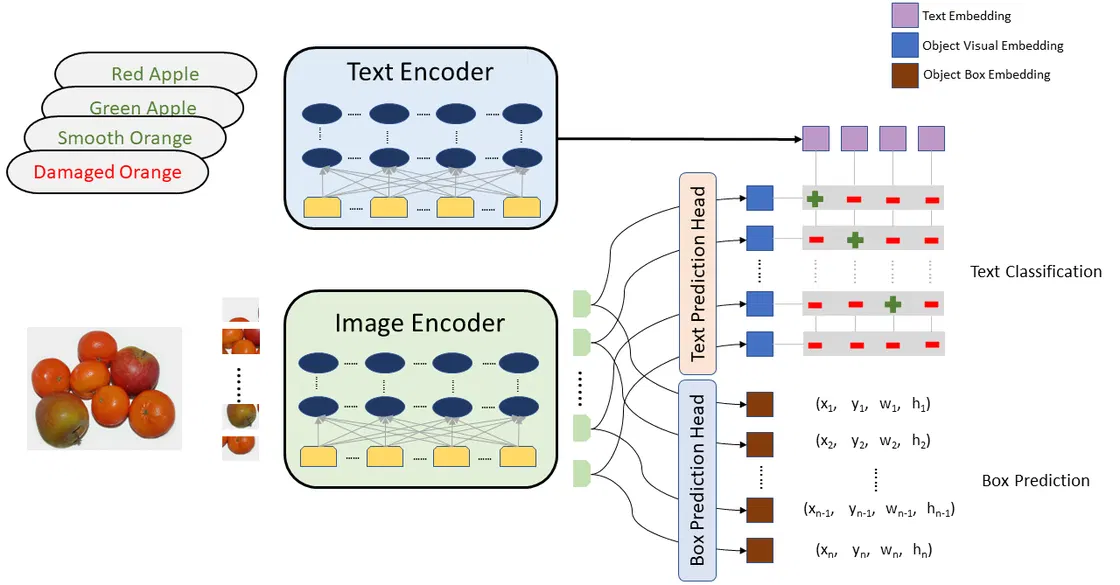 Text Embedding
Object Visual Embedding
Object Box Embedding
Red Apple
Green Apple
Smooth Orange
Damaged Orange
Text Encoder
Image Encoder
Text Prediction Head
Text Classification
Box Prediction Head
(x1, y1, w1, h1)
(x2, y2, w2, h2)
(xn-1, yn-1, wn-1, hn-1)
(xn, yn, wn, hn)
Box Prediction